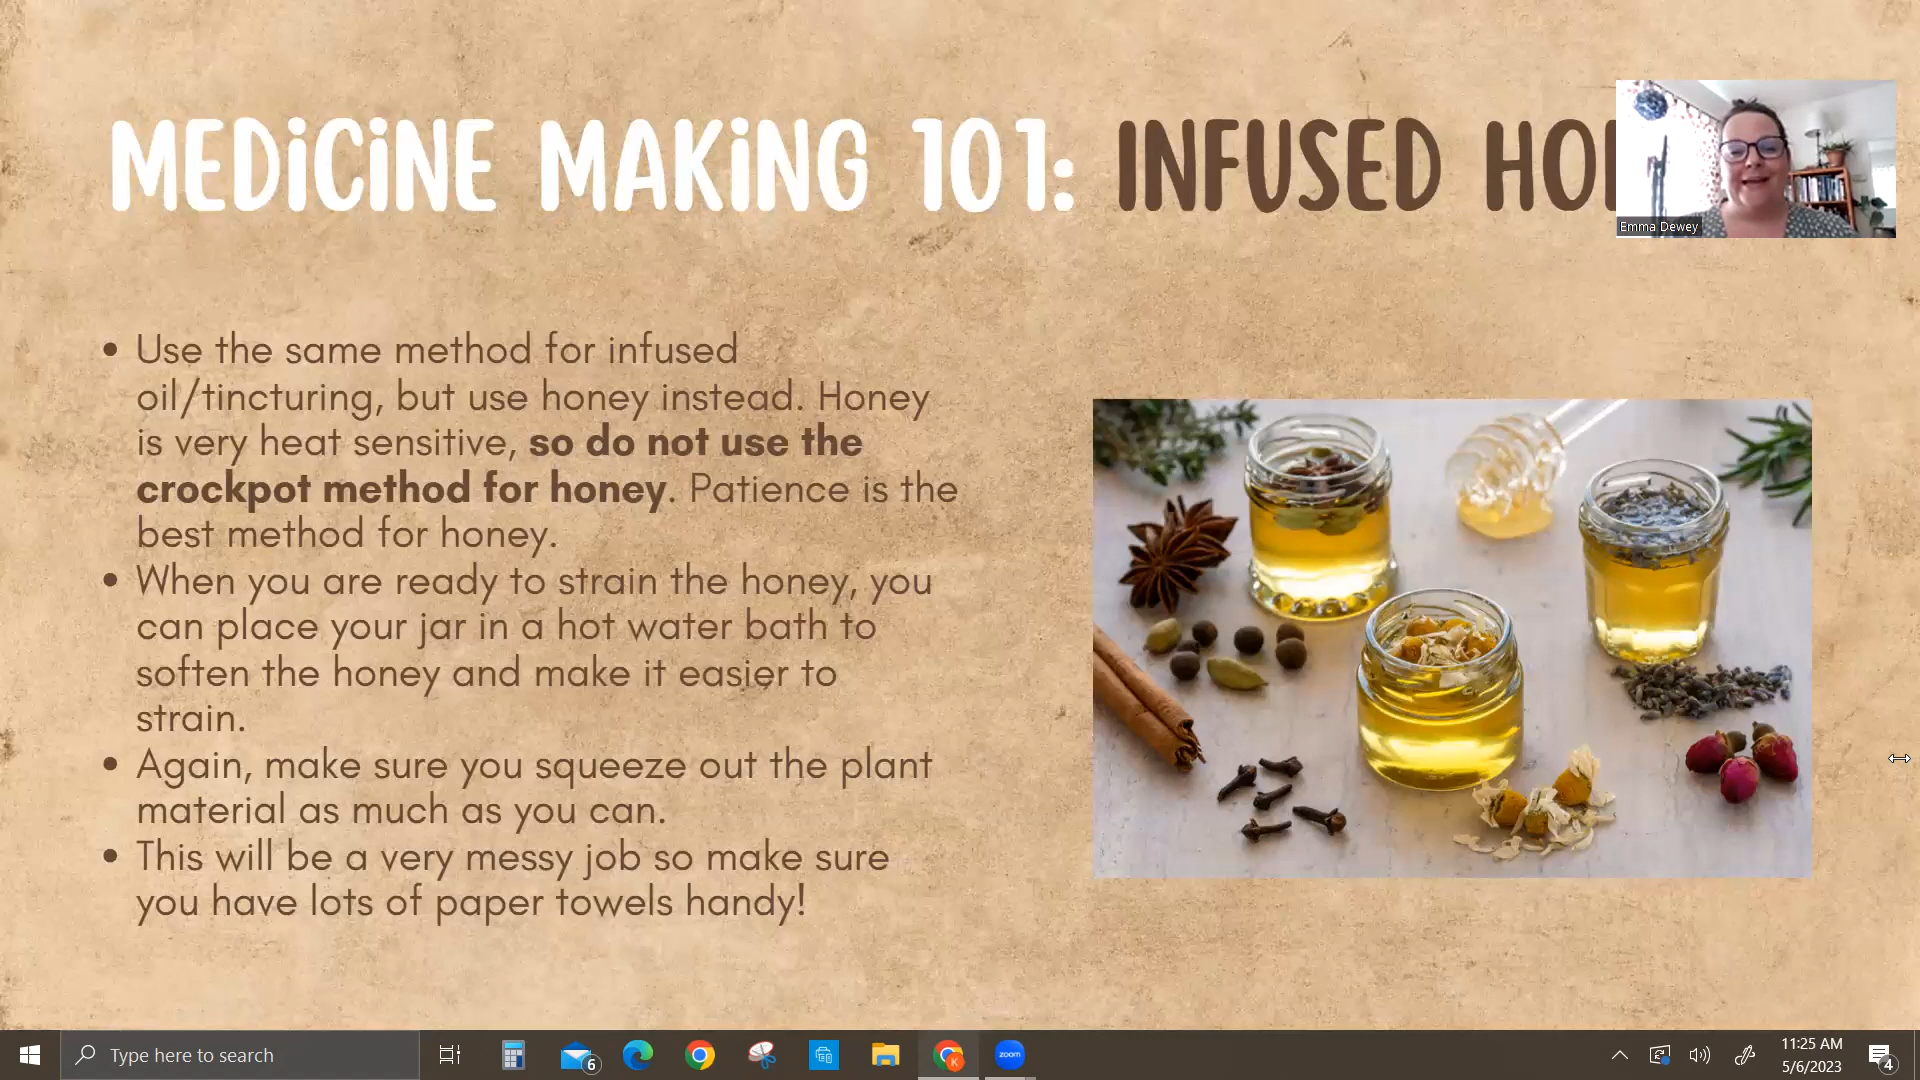 MEDiCiNE MAKiNG 101: INFUSED
Emma Dewey
• Use the same method for infused
oil/tincturing, but use honey instead. Honey
is very heat sensitive, so do not use the
crockpot method for honey. Patience is the
best method for honey.
• When you are ready to strain the honey, you
can place your jar in a hot water bath to
soften the honey and make it easier to
strain.
• Again, make sure you squeeze out the plant
material as much as you can.
• This will be a very messy job so make sure
you have lots of paper towels handy!
Type here to search
6
K
zoom
11:25 AM
5/6/2023
4